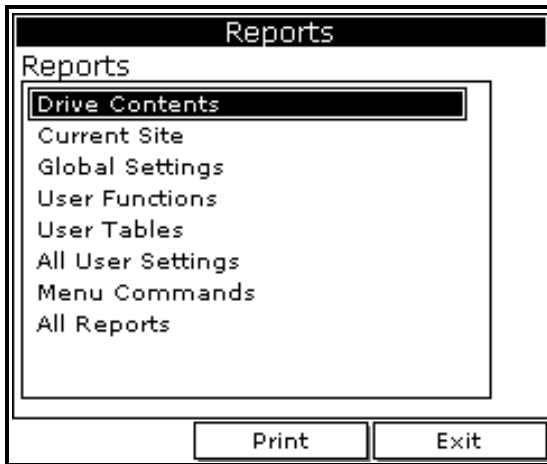 Reports
Reports
Drive Contents
Current Site
Global Settings
User Functions
User Tables
All User Settings
Menu Commands
All Reports
Print Exit